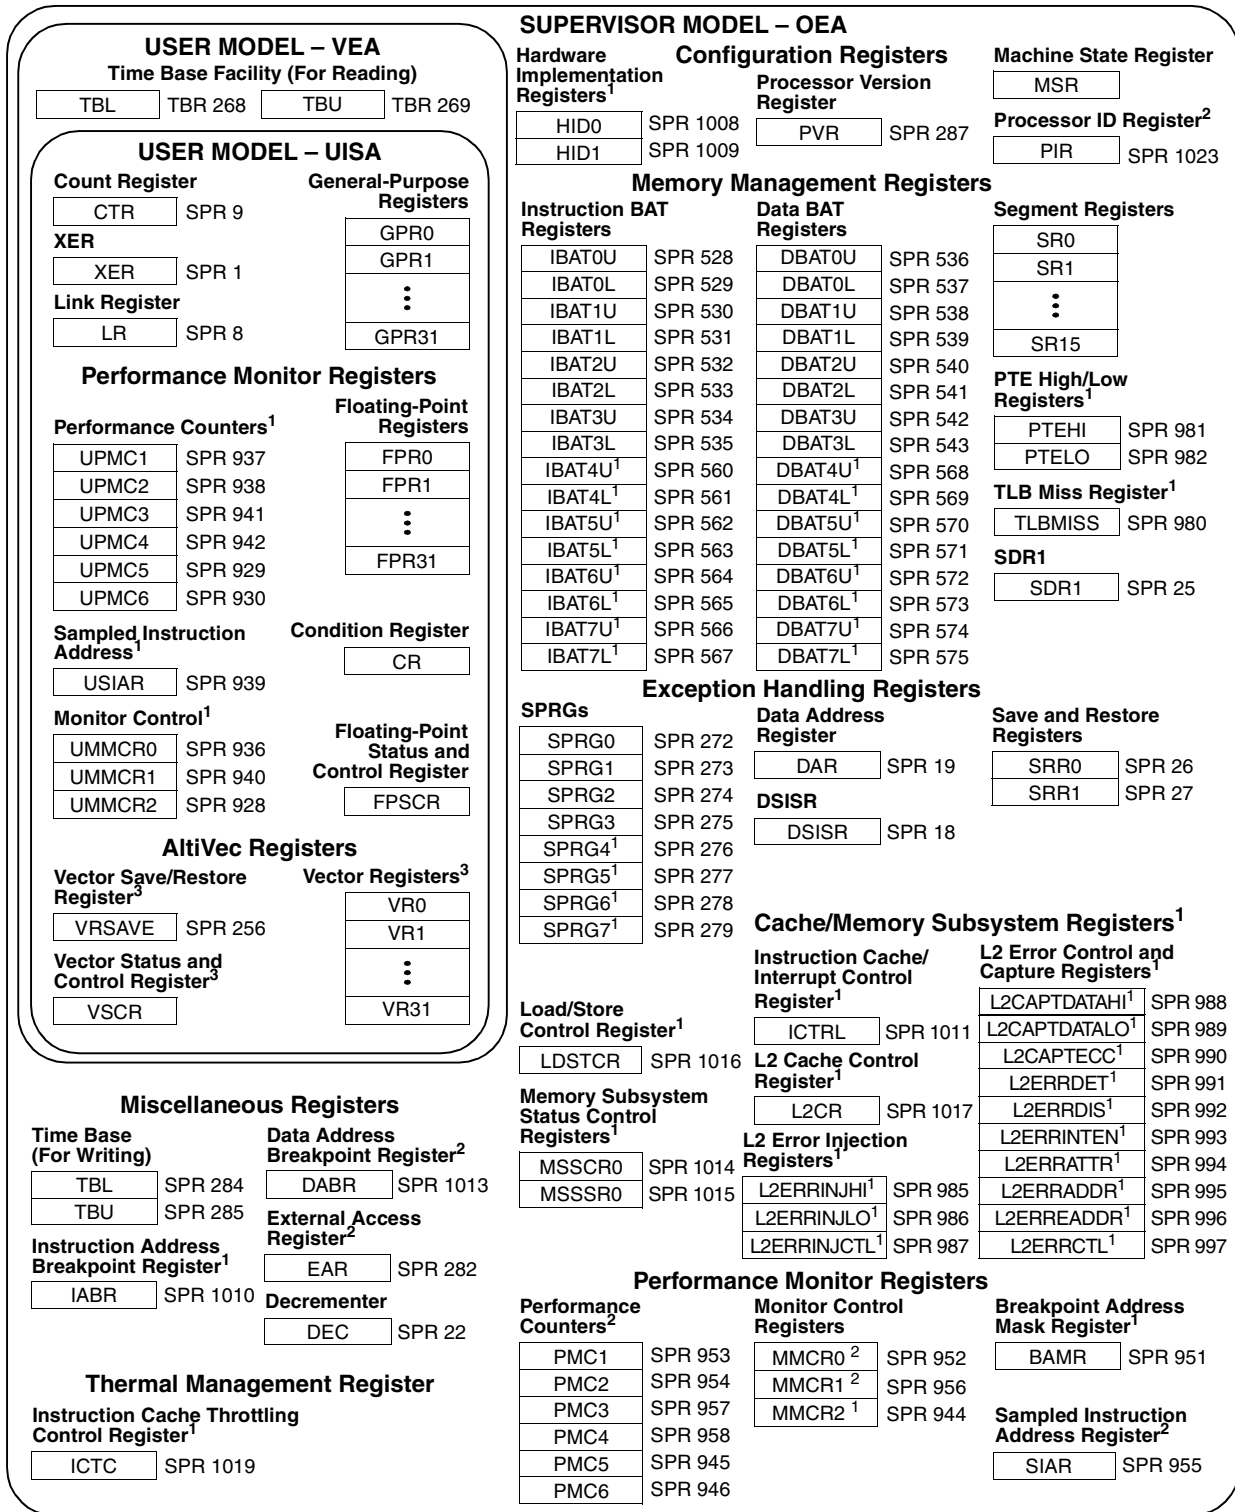 USER MODEL – VEA
Time Base Facility (For Reading)
TBL TBR 268 TBU TBR 269
USER MODEL – UISA
Count Register
CTR SPR 9
XER
XER SPR 1
Link Register
LR SPR 8
General-Purpose
Registers
GPR0
GPR1
GPR31
Performance Monitor Registers
Performance Counters1
UPMC1 SPR 937
UPMC2 SPR 938
UPMC3 SPR 941
UPMC4 SPR 942
UPMC5 SPR 929
UPMC6 SPR 930
Floating-Point
Registers
FPR0
FPR1
FPR31
Sampled Instruction
Address1
USIAR SPR 939
Condition Register
CR
Monitor Control1
UMMCR0 SPR 936
UMMCR1 SPR 940
UMMCR2 SPR 928
Floating-Point
Status and
Control Register
FPSCR
AltiVec Registers
Vector Save/Restore
Register3
VRSAVE SPR 256
Vector Status and
Control Register3
VSCR
Vector Registers3
VR0
VR1
VR31
Miscellaneous Registers
Time Base
(For Writing)
TBL SPR 284
TBU SPR 285
Instruction Address
Breakpoint Register1
IABR SPR 1010
Data Address
Breakpoint Register2
DABR SPR 1013
External Access
Register2
EAR SPR 282
Decrementer
DEC SPR 22
Thermal Management Register
Instruction Cache Throttling
Control Register1
ICTC SPR 1019
SUPERVISOR MODEL – OEA
Configuration Registers
Hardware
Implementation
Registers1
HID0 SPR 1008
HID1 SPR 1009
Processor Version
Register
PVR SPR 287
Machine State Register
MSR
Processor ID Register2
PIR SPR 1023
Memory Management Registers
Instruction BAT
Registers
IBAT0U SPR 528
IBAT0L SPR 529
IBAT1U SPR 530
IBAT1L SPR 531
IBAT2U SPR 532
IBAT2L SPR 533
IBAT3U SPR 534
IBAT3L SPR 535
IBAT4U1 SPR 560
IBAT4L1 SPR 561
IBAT5U1 SPR 562
IBAT5L1 SPR 563
IBAT6U1 SPR 564
IBAT6L1 SPR 565
IBAT7U1 SPR 566
IBAT7L1 SPR 567
Data BAT
Registers
DBAT0U SPR 536
DBAT0L SPR 537
DBAT1U SPR 538
DBAT1L SPR 539
DBAT2U SPR 540
DBAT2L SPR 541
DBAT3U SPR 542
DBAT3L SPR 543
DBAT4U1 SPR 568
DBAT4L1 SPR 569
DBAT5U1 SPR 570
DBAT5L1 SPR 571
DBAT6U1 SPR 572
DBAT6L1 SPR 573
DBAT7U1 SPR 574
DBAT7L1 SPR 575
Segment Registers
SR0
SR1
SR15
PTE High/Low
Registers1
PTEHI SPR 981
PTELO SPR 982
TLB Miss Register1
TLBMISS SPR 980
SDR1
SDR1 SPR 25
Exception Handling Registers
SPRGs
SPRG0 SPR 272
SPRG1 SPR 273
SPRG2 SPR 274
SPRG3 SPR 275
SPRG41 SPR 276
SPRG51 SPR 277
SPRG61 SPR 278
SPRG71 SPR 279
Data Address
Register
DAR SPR 19
DSISR
DSISR SPR 18
Save and Restore
Registers
SRR0 SPR 26
SRR1 SPR 27
Cache/Memory Subsystem Registers1
Load/Store
Control Register1
LDSTCR SPR 1016
Memory Subsystem
Status Control
Registers1
MSSCR0 SPR 1014
MSSSR0 SPR 1015
Instruction Cache/
Interrupt Control
Register1
ICTRL SPR 1011
L2 Cache Control
Register1
L2CR SPR 1017
L2 Error Injection
Registers1
L2ERRINJHI1 SPR 985
L2ERRINJLO1 SPR 986
L2ERRINJCTL1 SPR 987
L2 Error Control and
Capture Registers1
L2CAPTDATAHI1 SPR 988
L2CAPTDATALO1 SPR 989
L2CAPTECC1 SPR 990
L2ERRDET1 SPR 991
L2ERRDIS1 SPR 992
L2ERRINTEN1 SPR 993
L2ERRATTR1 SPR 994
L2ERRADDR1 SPR 995
L2ERREADDR1 SPR 996
L2ERRCTL1 SPR 997
Performance Monitor Registers
Performance
Counters2
PMC1 SPR 953
PMC2 SPR 954
PMC3 SPR 957
PMC4 SPR 958
PMC5 SPR 945
PMC6 SPR 946
Monitor Control
Registers
MMCR0 2 SPR 952
MMCR1 2 SPR 956
MMCR2 1 SPR 944
Breakpoint Address
Mask Register1
BAMR SPR 951
Sampled Instruction
Address Register2
SIAR SPR 955